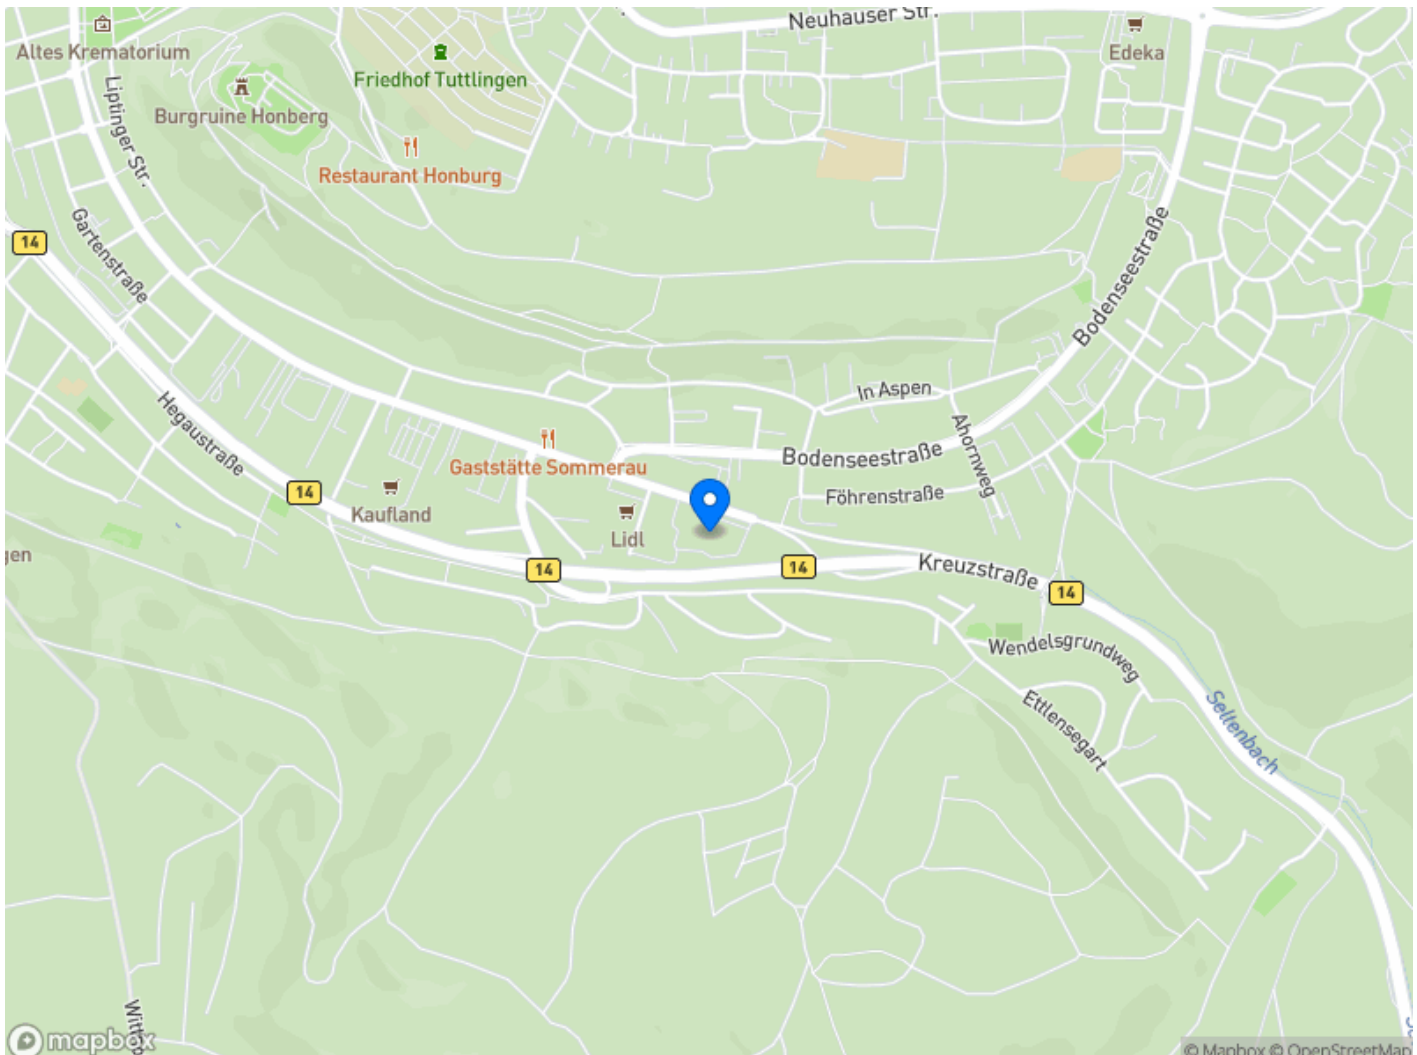 Neuhauser Str.
Edeka
Altes Krematorium
Friedhof Tuttlingen
Liptinger Str.
Burgruine Honberg
Restaurant Honburg
Gartenstraße
14
Bodenseestraße
In Aspen
Hegaustraße
Ahornweg
Gaststätte Sommerau
Bodenseestraße
14
Kaufland
Föhrenstraße
Lidl
gen
14
14
Kreuzstraße
14
Wendelsgrundweg
Ettlensegart
Seltenbach
mapbox
© Mapbox © OpenStreetMap